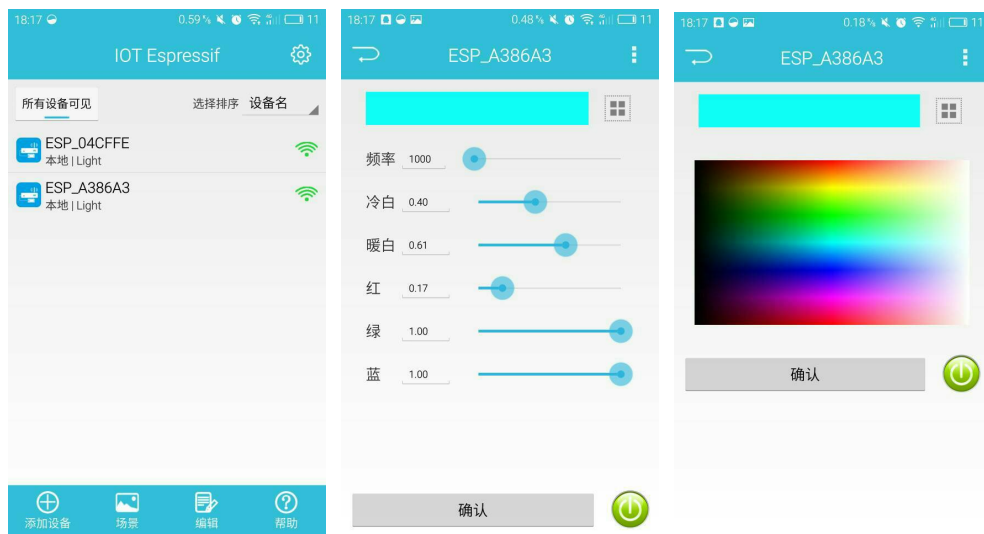 18:17 0.59% 11
IOT Espressif
所有设备可见 选择排序 设备名
ESP_04CFFE
本地 | Light
ESP_A386A3
本地 | Light
添加设备 场景 编辑 帮助
18:17 0.48% 11
ESP_A386A3
频率 1000
冷白 0.40
暖白 0.61
红 0.17
绿 1.00
蓝 1.00
确认
18:17 0.18% 11
ESP_A386A3
确认